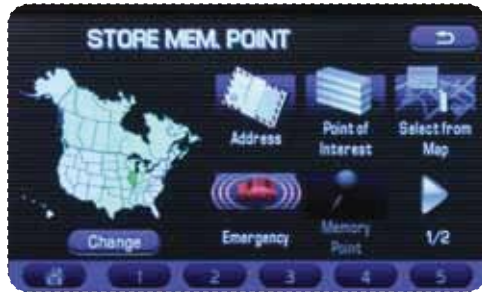 STORE MEM. POINT
Address
Point of
Interest
Select from
Map
Change
Emergency
Memory
Point
1/2
1
2
3
4
5